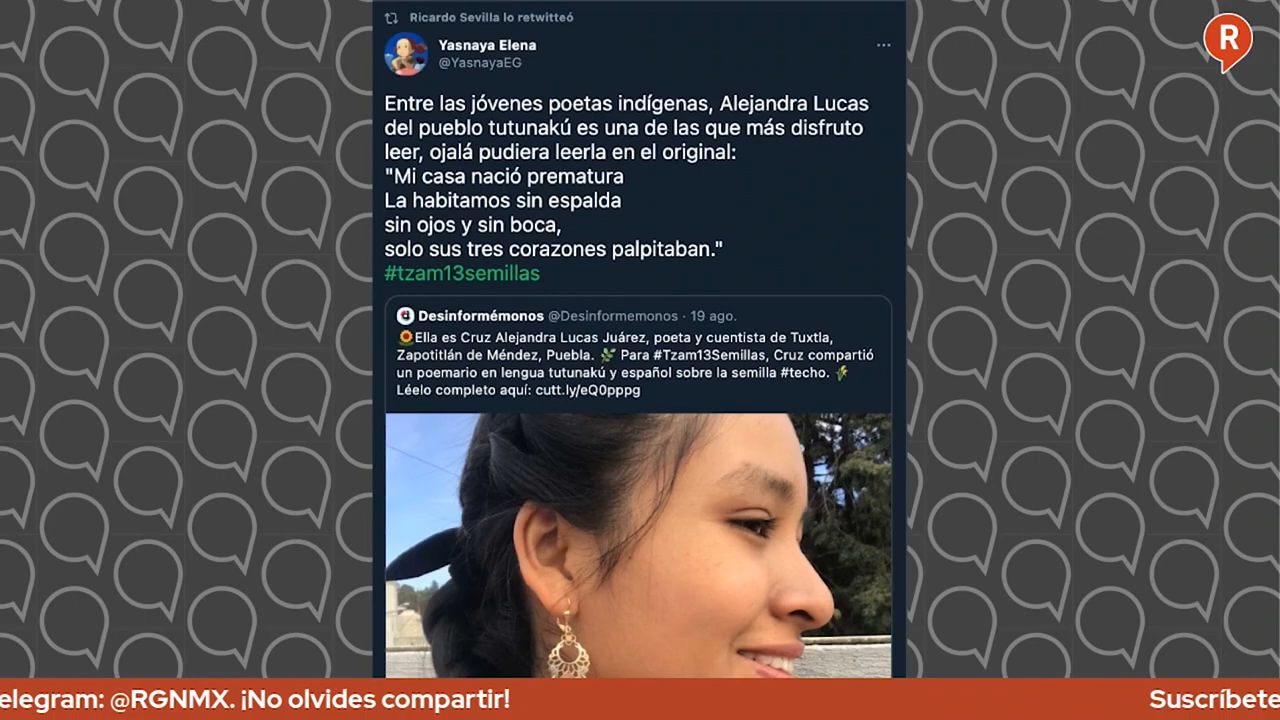 Ricardo Sevilla lo retwitteó
Yasnaya Elena
@YasnayaEG
Entre las jóvenes poetas indígenas, Alejandra Lucas
del pueblo tutunakú es una de las que más disfruto
leer, ojalá pudiera leerla en el original:
"Mi casa nació prematura
La habitamos sin espalda
sin ojos y sin boca,
solo sus tres corazones palpitaban."
#tzam13semillas
Desinformémonos @Desinformemonos · 19 ago.
🌻Ella es Cruz Alejandra Lucas Juárez, poeta y cuentista de Tuxtla,
Zapotitlán de Méndez, Puebla. 🌿 Para #Tzam13Semillas, Cruz compartió
un poemario en lengua tutunakú y español sobre la semilla #techo. 🌾
Léelo completo aquí: cutt.ly/eQ0pppg
R
elegram: @RGNMX. ¡No olvides compartir!
Suscríbete